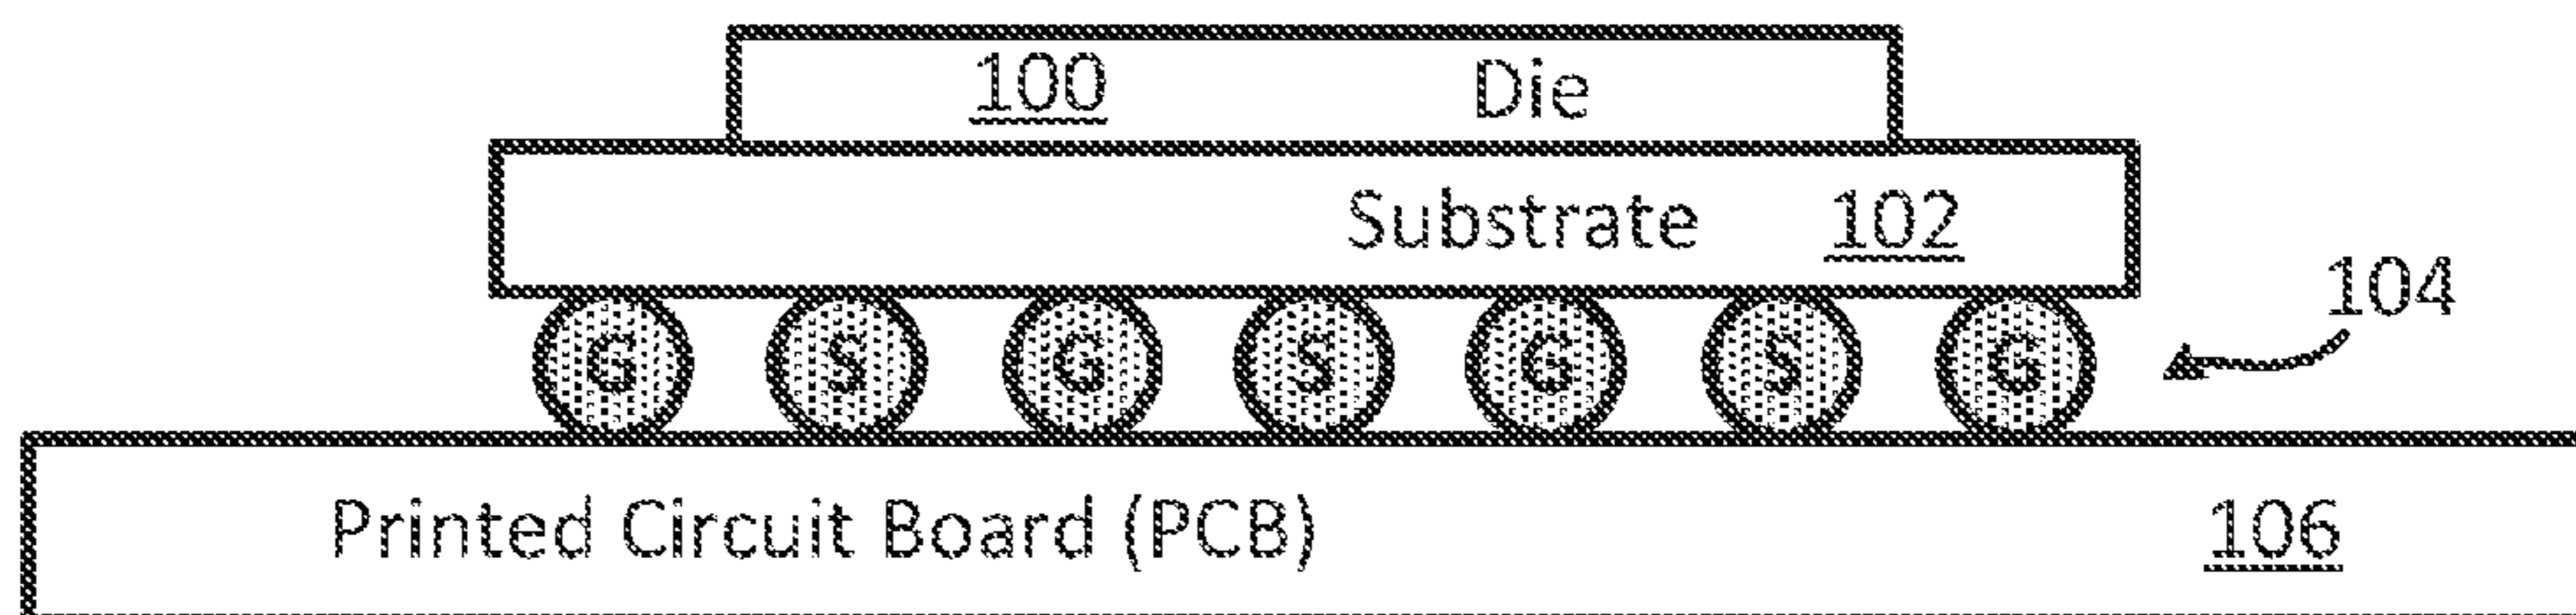 100 Die
Substrate 102
104
G S G S G S G
Printed Circuit Board (PCB) 106